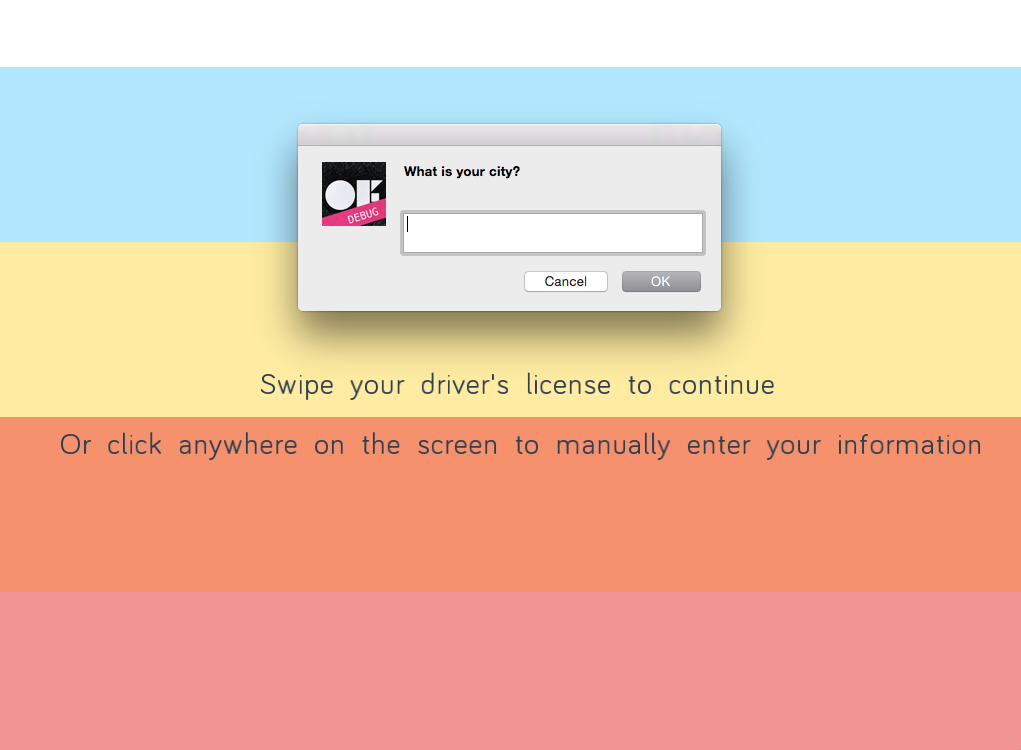 What is your city?
OF
DEBUG
Cancel
OK
Swipe your driver's license to continue
Or click anywhere on the screen to manually enter your information